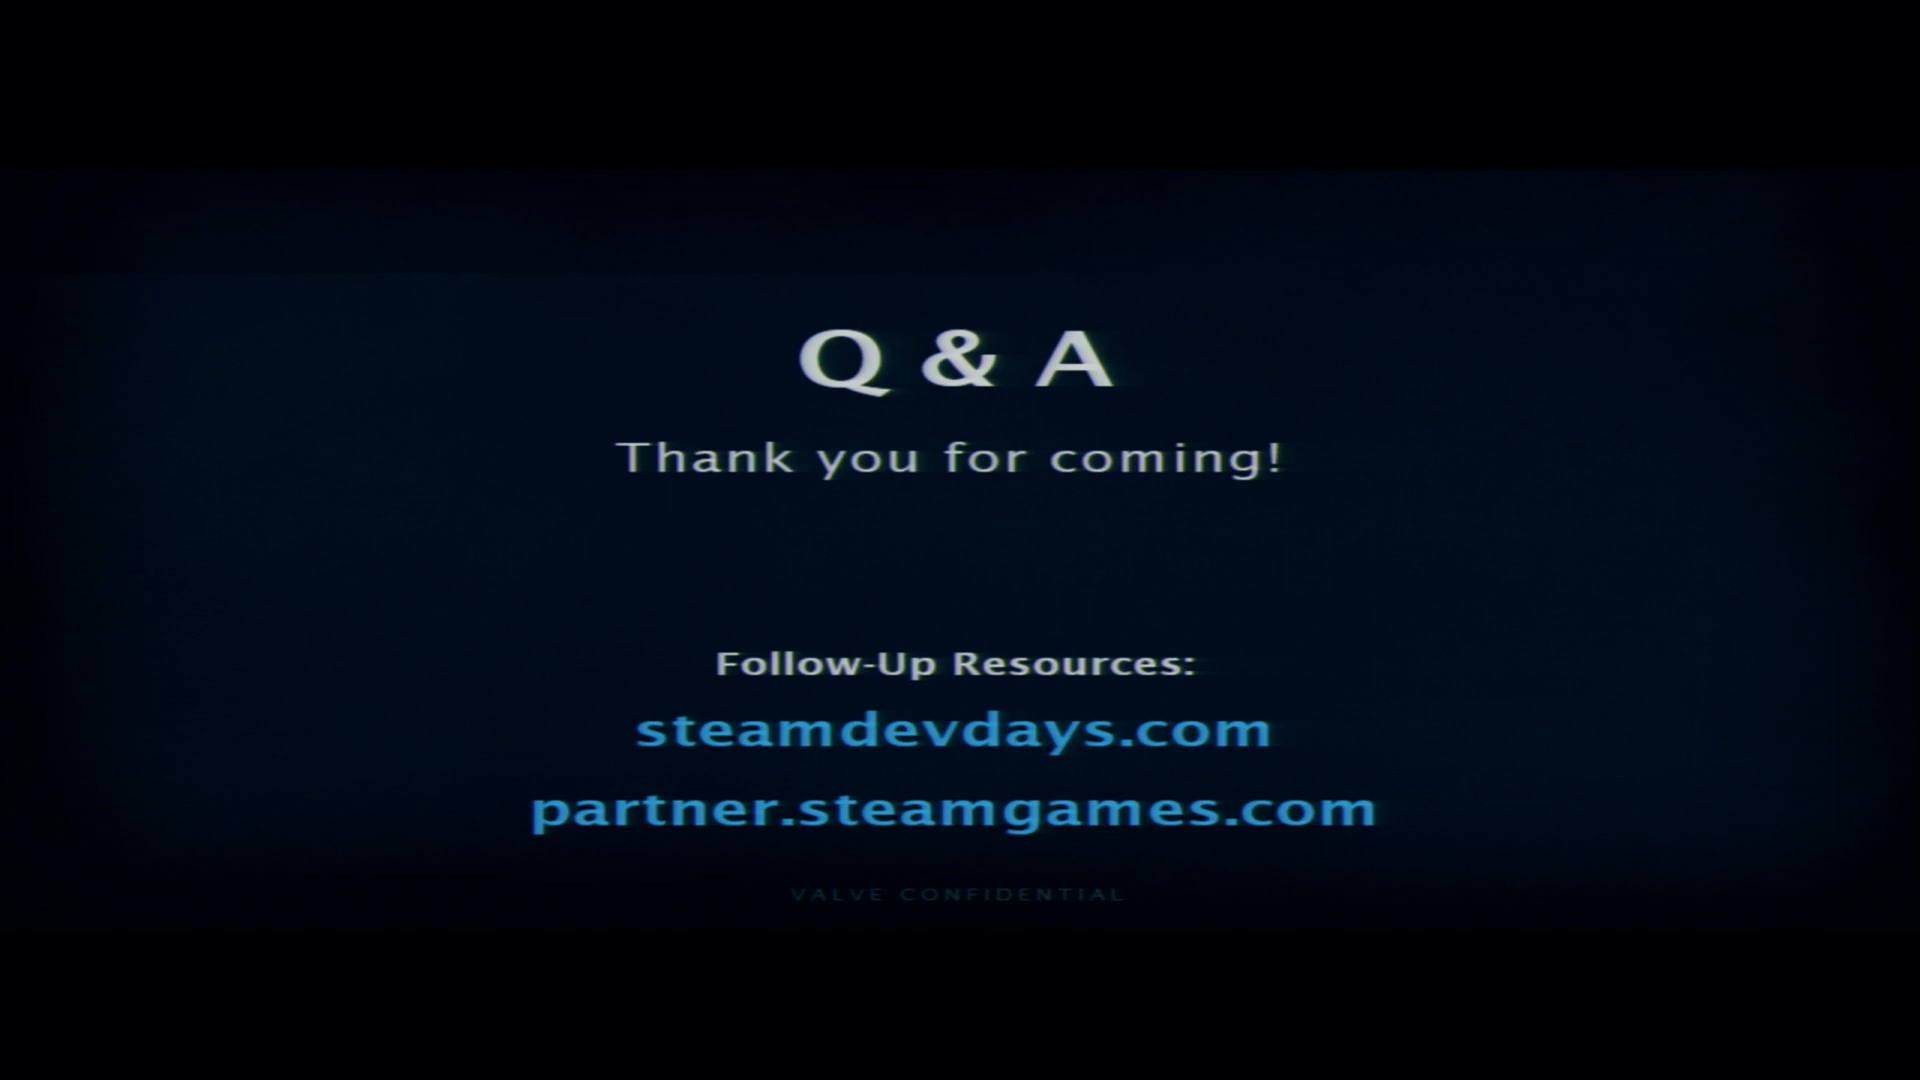 Q & A
Thank you for coming!
Follow-Up Resources:
steamdevdays.com
partner.steamgames.com
VALVE CONFIDENTIAL